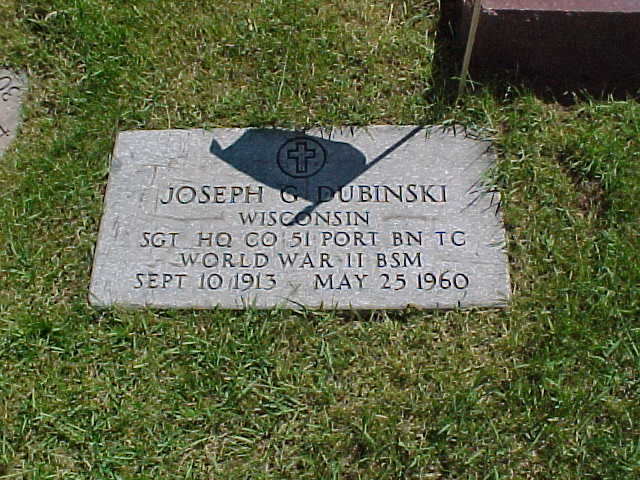 JOSEPH G DUBINSKI
WISCONSIN
SGT HQ CO 51 PORT BN TC
WORLD WAR II BSM
SEPT 10 1913 MAY 25 1960